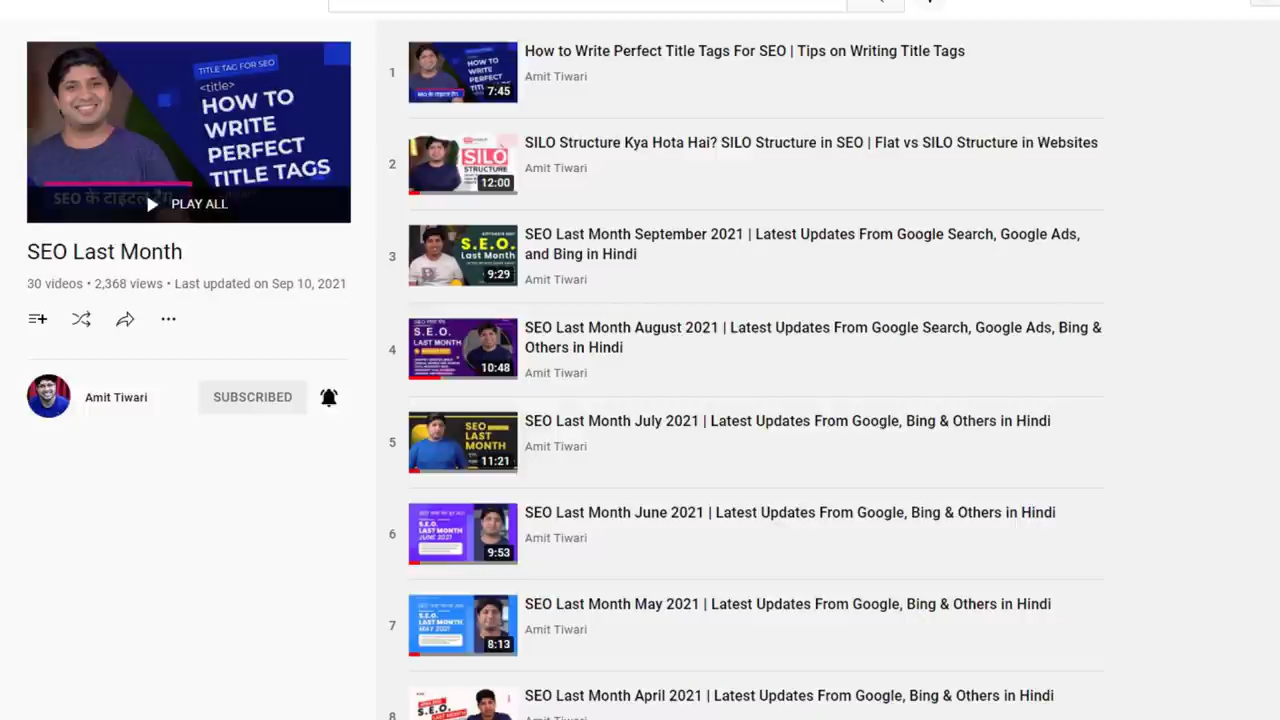 TITLE TAG FOR SEO
<title>
HOW TO
WRITE
PERFECT
TITLE TAGS
SEO के टाइटल टैग
PLAY ALL
SEO Last Month
30 videos • 2,368 views • Last updated on Sep 10, 2021
Amit Tiwari
SUBSCRIBED
1
HOW TO
WRITE
PERFECT
7:45
How to Write Perfect Title Tags For SEO | Tips on Writing Title Tags
Amit Tiwari
2
SILO
STRUCTURE
12:00
SILO Structure Kya Hota Hai? SILO Structure in SEO | Flat vs SILO Structure in Websites
Amit Tiwari
3
S.E.O.
Last Month
9:29
SEO Last Month September 2021 | Latest Updates From Google Search, Google Ads,
and Bing in Hindi
Amit Tiwari
4
S.E.O.
LAST MONTH
10:48
SEO Last Month August 2021 | Latest Updates From Google Search, Google Ads, Bing &
Others in Hindi
Amit Tiwari
5
SEO
LAST
MONTH
11:21
SEO Last Month July 2021 | Latest Updates From Google, Bing & Others in Hindi
Amit Tiwari
6
S.E.O.
LAST MONTH
JUNE 2021
9:53
SEO Last Month June 2021 | Latest Updates From Google, Bing & Others in Hindi
Amit Tiwari
7
S.E.O.
LAST MONTH
MAY 2021
8:13
SEO Last Month May 2021 | Latest Updates From Google, Bing & Others in Hindi
Amit Tiwari
8
S.E.O.
SEO Last Month April 2021 | Latest Updates From Google, Bing & Others in Hindi
Amit Tiwari